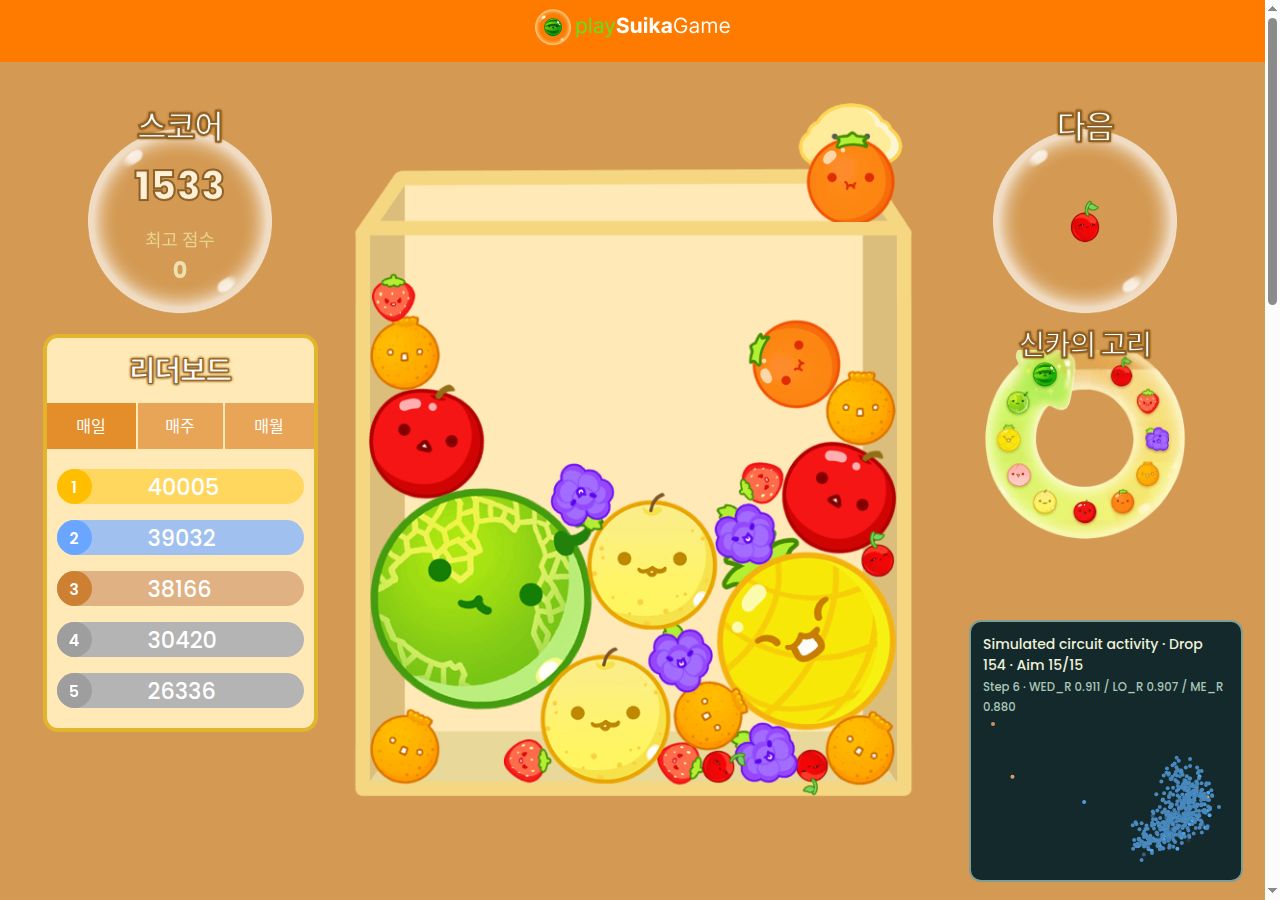 playSuikaGame
스코어
1533
최고 점수
0
리더보드
매일 매주 매월
1 40005
2 39032
3 38166
4 30420
5 26336
다음
신카의 고리
Simulated circuit activity · Drop
154 · Aim 15/15
Step 6 · WED_R 0.911 / LO_R 0.907 / ME_R
0.880